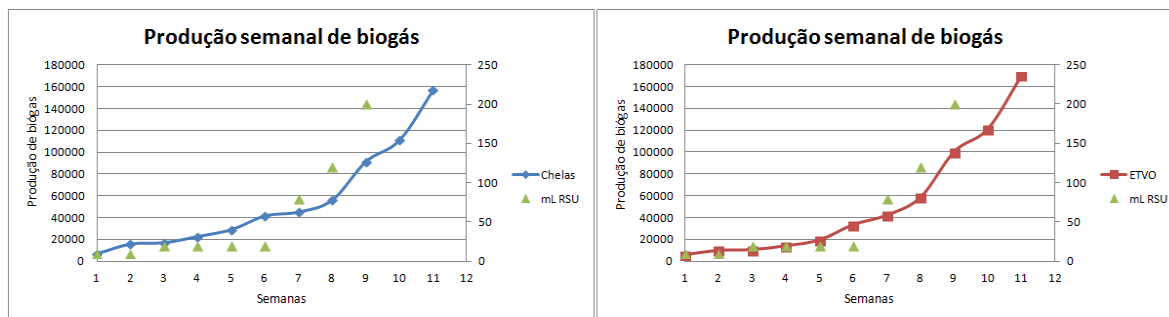 Produção semanal de biogás
Produção de biógas
180000
160000
140000
120000
100000
80000
60000
40000
20000
0
250
200
150
100
50
0
1 2 3 4 5 6 7 8 9 10 11 12
Semanas
Chelas
mL RSU
Produção semanal de biogás
Produção de biógas
180000
160000
140000
120000
100000
80000
60000
40000
20000
0
250
200
150
100
50
0
1 2 3 4 5 6 7 8 9 10 11 12
Semanas
ETVO
mL RSU